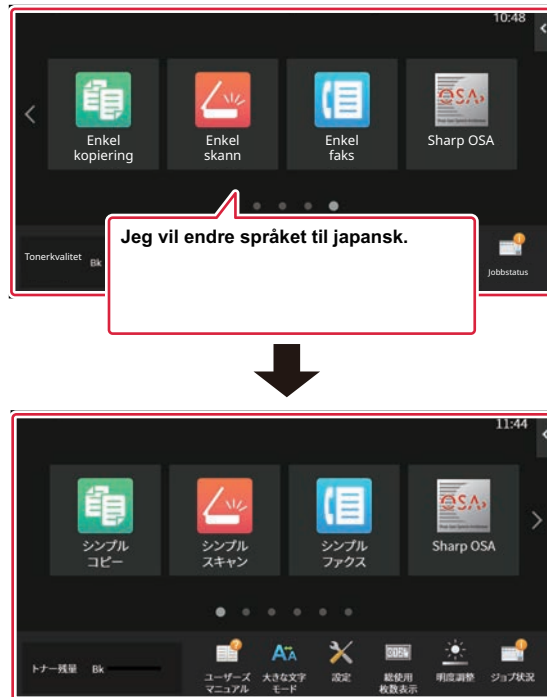 10:48
Enkel
kopiering
Enkel
skann
Enkel
faks
Sharp OSA
Jeg vil endre språket til japansk.
Tonerkvalitet
Bk
Jobbstatus
11:44
シンプル
コピー
シンプル
スキャン
シンプル
ファクス
Sharp OSA
トナー残量
Bk
ユーザーズ
マニュアル
大きな文字
モード
設定
総使用
枚数表示
明度調整
ジョブ状況